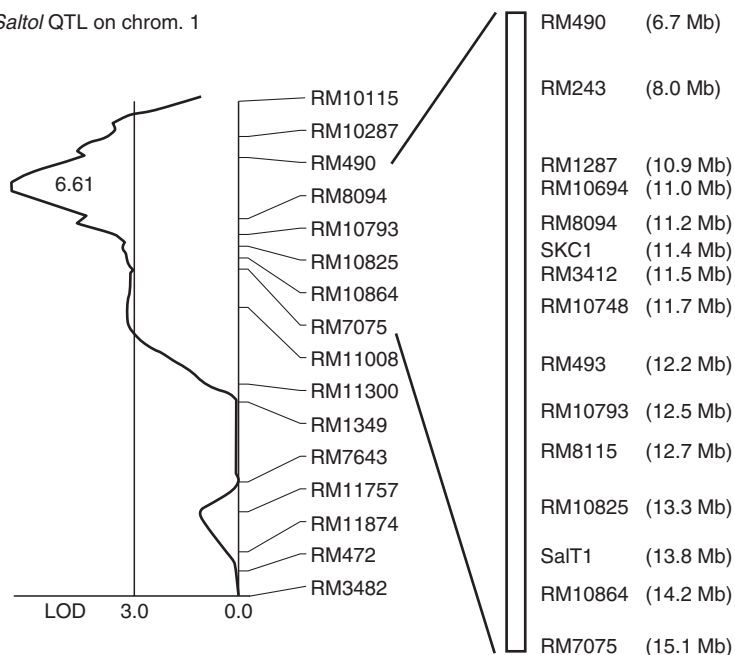 Saltol QTL on chrom. 1
6.61
RM10115
RM10287
RM490
RM8094
RM10793
RM10825
RM10864
RM7075
RM11008
RM11300
RM1349
RM7643
RM11757
RM11874
RM472
RM3482
LOD 3.0 0.0
RM490 (6.7 Mb)
RM243 (8.0 Mb)
RM1287 (10.9 Mb)
RM10694 (11.0 Mb)
RM8094 (11.2 Mb)
SKC1 (11.4 Mb)
RM3412 (11.5 Mb)
RM10748 (11.7 Mb)
RM493 (12.2 Mb)
RM10793 (12.5 Mb)
RM8115 (12.7 Mb)
RM10825 (13.3 Mb)
SalT1 (13.8 Mb)
RM10864 (14.2 Mb)
RM7075 (15.1 Mb)